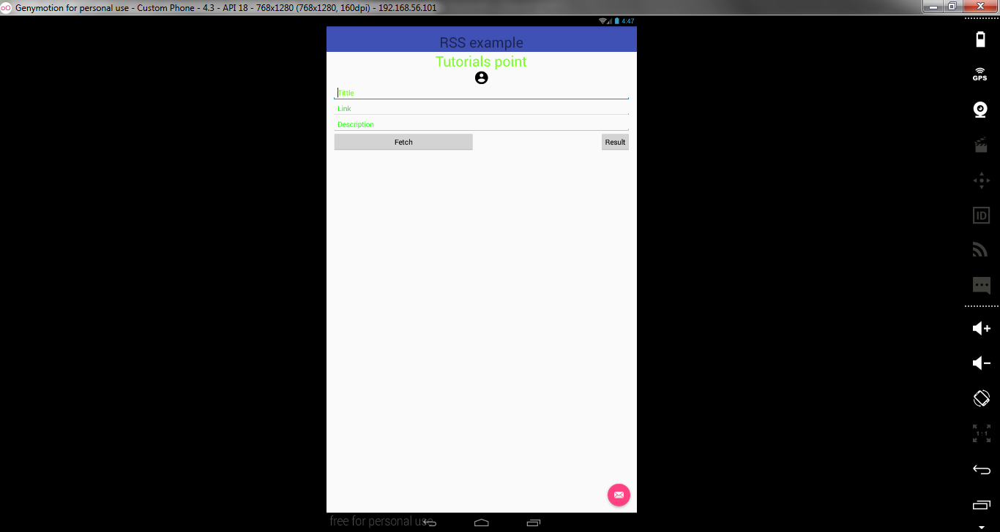 Genymotion for personal use - Custom Phone - 4.3 - API 18 - 768x1280 (768x1280, 160dpi) - 192.168.56.101
4:47
RSS example
Tutorials point
Tittle
Link
Description
Fetch Result
GPS
ID
1:1
free for personal use